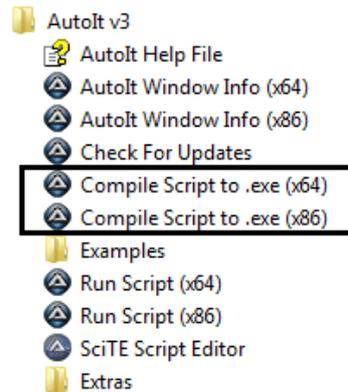 AutoIt v3
AutoIt Help File
AutoIt Window Info (x64)
AutoIt Window Info (x86)
Check For Updates
Compile Script to .exe (x64)
Compile Script to .exe (x86)
Examples
Run Script (x64)
Run Script (x86)
SciTE Script Editor
Extras